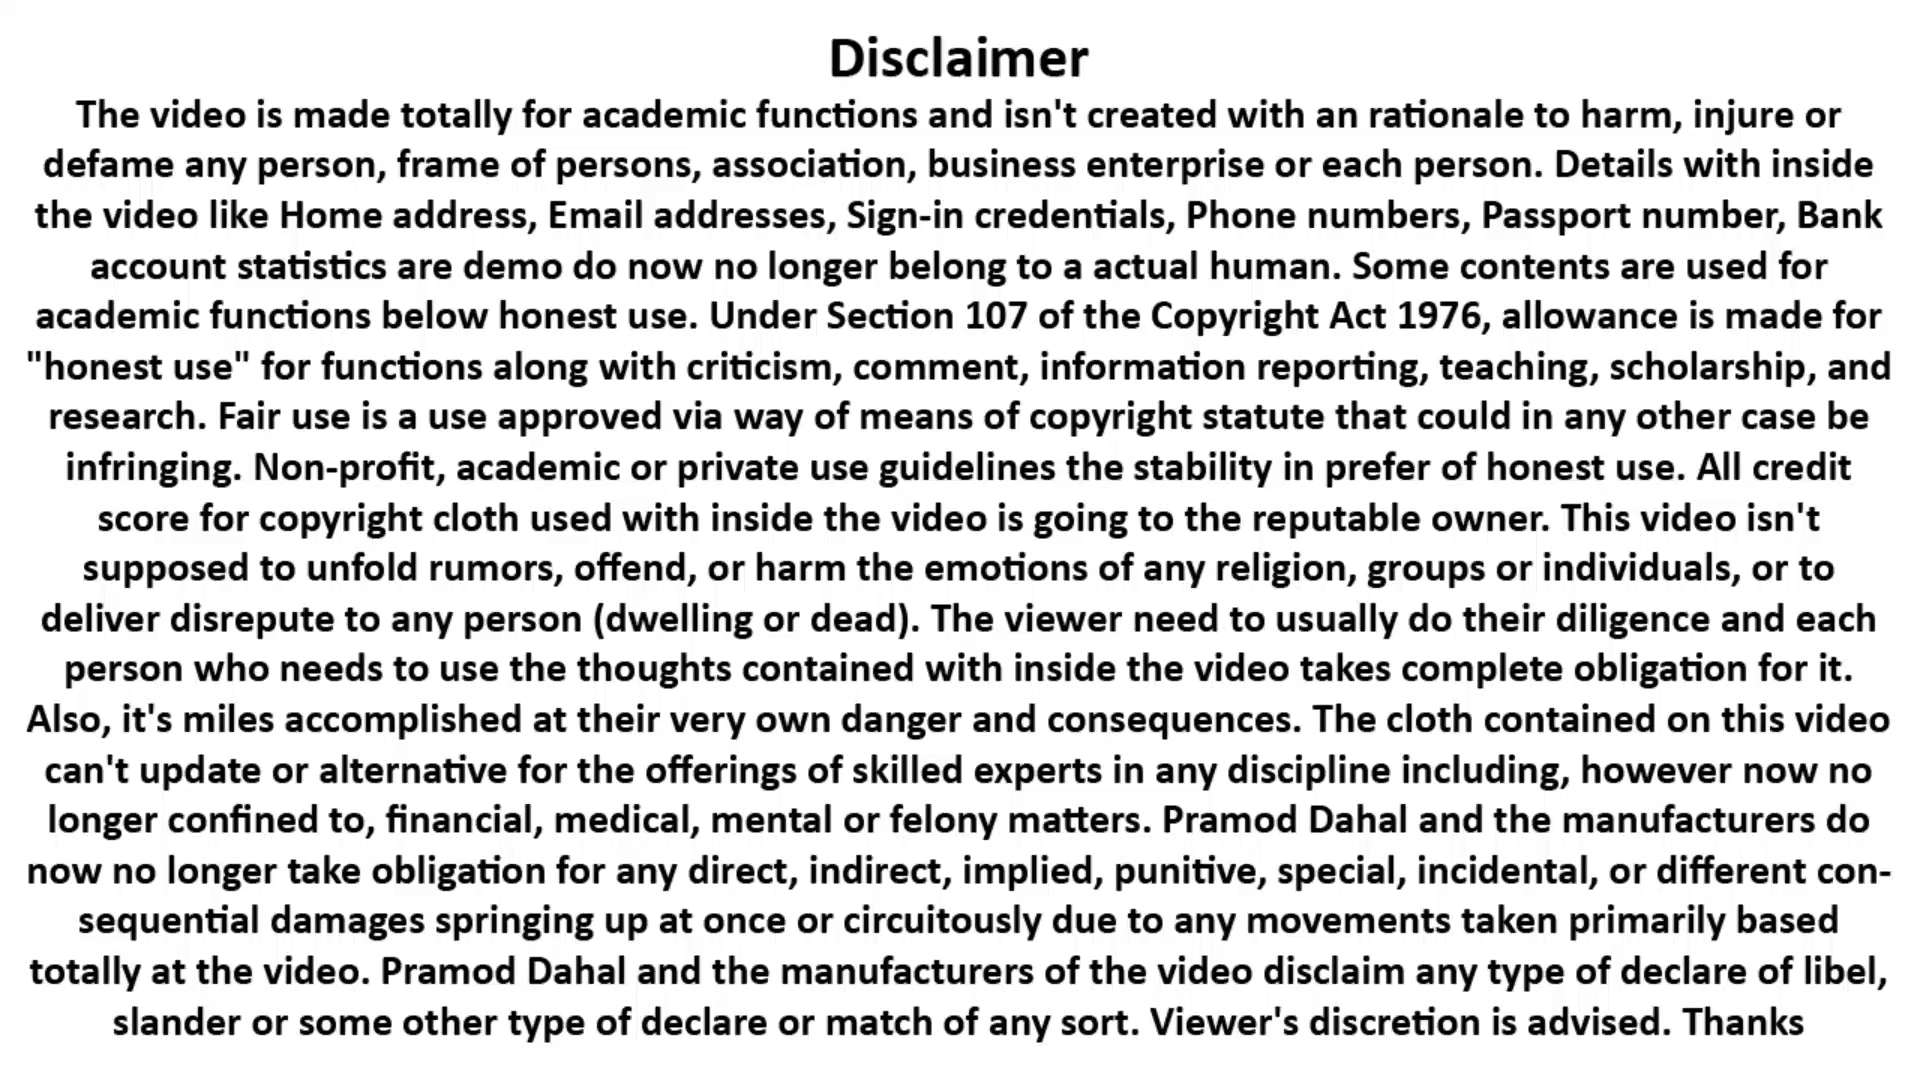 Disclaimer
The video is made totally for academic functions and isn't created with an rationale to harm, injure or
defame any person, frame of persons, association, business enterprise or each person. Details with inside
the video like Home address, Email addresses, Sign-in credentials, Phone numbers, Passport number, Bank
account statistics are demo do now no longer belong to a actual human. Some contents are used for
academic functions below honest use. Under Section 107 of the Copyright Act 1976, allowance is made for
"honest use" for functions along with criticism, comment, information reporting, teaching, scholarship, and
research. Fair use is a use approved via way of means of copyright statute that could in any other case be
infringing. Non-profit, academic or private use guidelines the stability in prefer of honest use. All credit
score for copyright cloth used with inside the video is going to the reputable owner. This video isn't
supposed to unfold rumors, offend, or harm the emotions of any religion, groups or individuals, or to
deliver disrepute to any person (dwelling or dead). The viewer need to usually do their diligence and each
person who needs to use the thoughts contained with inside the video takes complete obligation for it.
Also, it's miles accomplished at their very own danger and consequences. The cloth contained on this video
can't update or alternative for the offerings of skilled experts in any discipline including, however now no
longer confined to, financial, medical, mental or felony matters. Pramod Dahal and the manufacturers do
now no longer take obligation for any direct, indirect, implied, punitive, special, incidental, or different con-
sequential damages springing up at once or circuitously due to any movements taken primarily based
totally at the video. Pramod Dahal and the manufacturers of the video disclaim any type of declare of libel,
slander or some other type of declare or match of any sort. Viewer's discretion is advised. Thanks